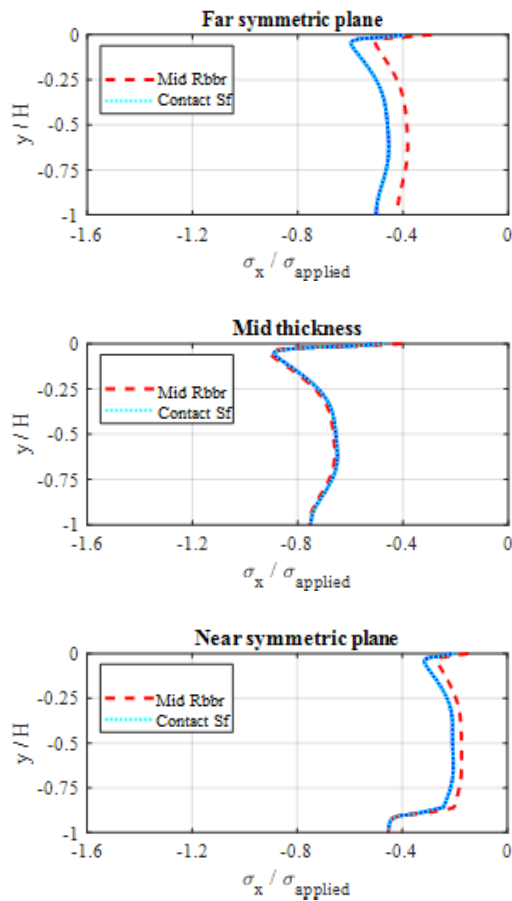 Far symmetric plane
0
-0.25
-0.5
-0.75
-1
y / H
Mid Rbbr
Contact Sf
-1.6 -1.2 -0.8 -0.4 0
σx / σapplied
Mid thickness
0
-0.25
-0.5
-0.75
-1
y / H
Mid Rbbr
Contact Sf
-1.6 -1.2 -0.8 -0.4 0
σx / σapplied
Near symmetric plane
0
-0.25
-0.5
-0.75
-1
y / H
Mid Rbbr
Contact Sf
-1.6 -1.2 -0.8 -0.4 0
σx / σapplied